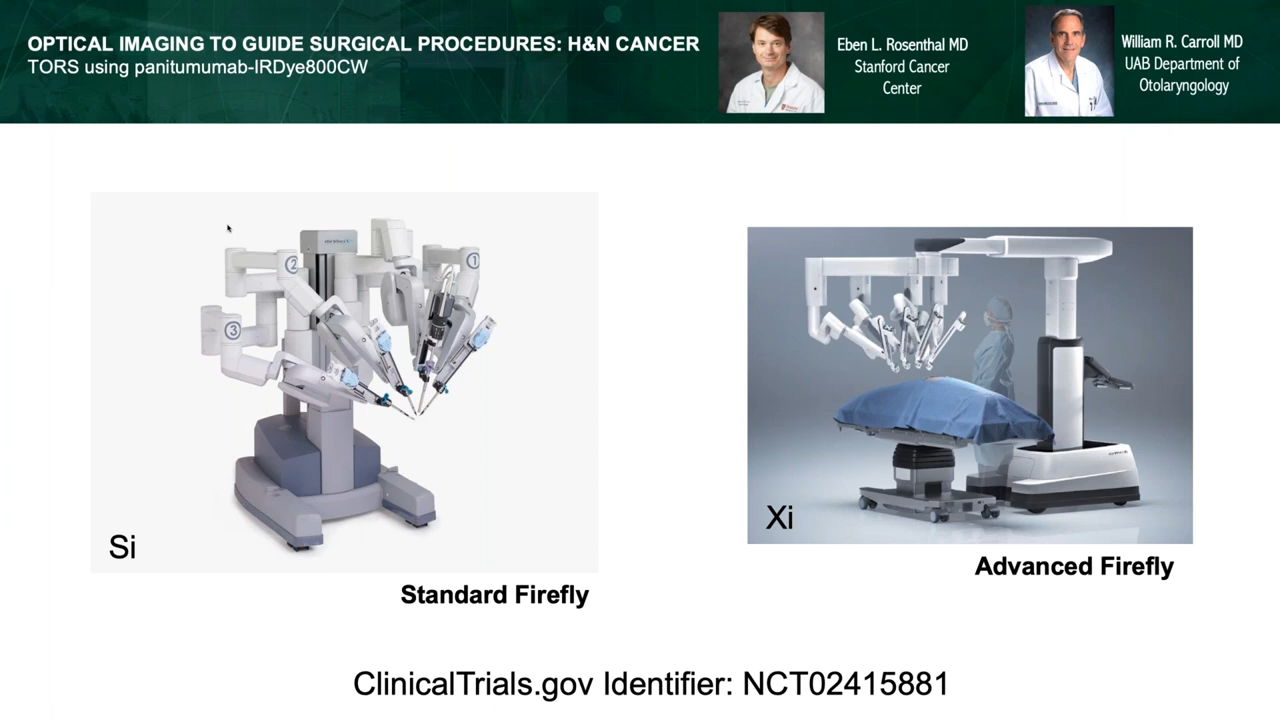 OPTICAL IMAGING TO GUIDE SURGICAL PROCEDURES: H&N CANCER
TORS using panitumumab-IRDye800CW
Eben L. Rosenthal MD
Stanford Cancer
Center
William R. Carroll MD
UAB Department of
Otolaryngology
2
1
3
Si
Standard Firefly
Xi
Advanced Firefly
ClinicalTrials.gov Identifier: NCT02415881